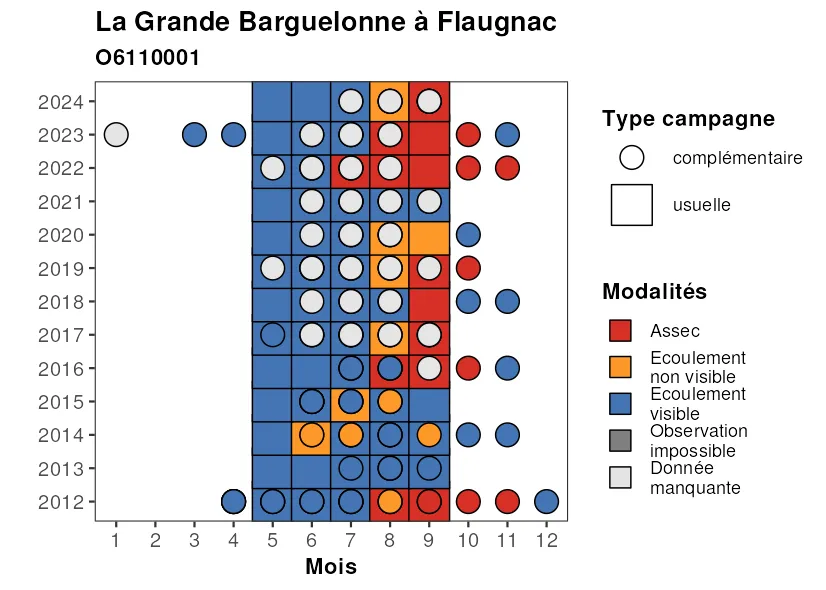 La Grande Barguelonne à Flaugnac
O6110001
2024
2023
2022
2021
2020
2019
2018
2017
2016
2015
2014
2013
2012
1 2 3 4 5 6 7 8 9 10 11 12
Mois
Type campagne
complémentaire
usuelle
Modalités
Assec
Ecoulement
non visible
Ecoulement
visible
Observation
impossible
Donnée
manquante